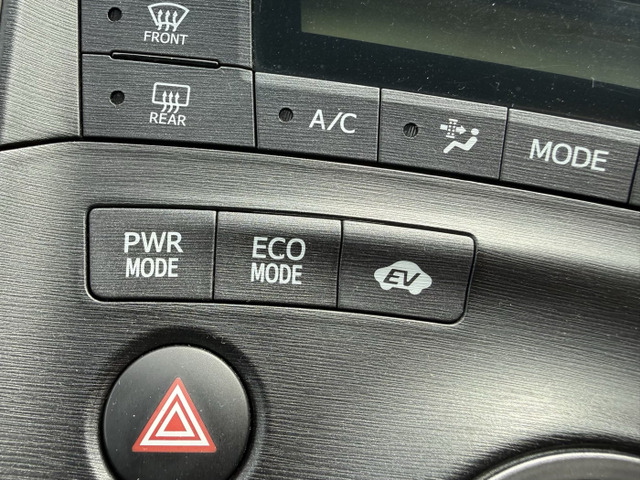 FRONT
REAR
A/C
MODE
PWR
MODE
ECO
MODE
EV